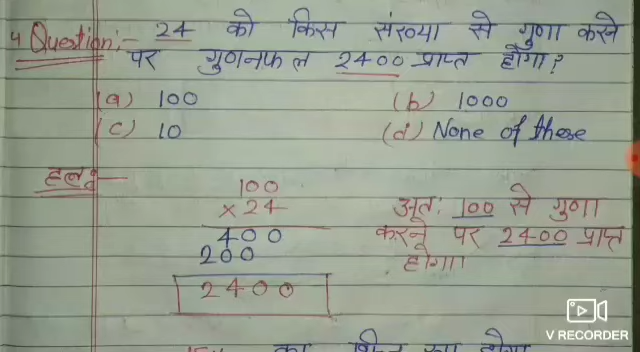 4 Question:- 24 को किस संख्या से गुणा करने
पर गुणनफल 2400 प्राप्त होगा?
(a) 100 (b) 1000
(c) 10 (d) None of these
हल:-
100
× 24
400
200
2400
अत: 100 से गुणा
करने पर 2400 प्राप्त
होगा।
V RECORDER
का